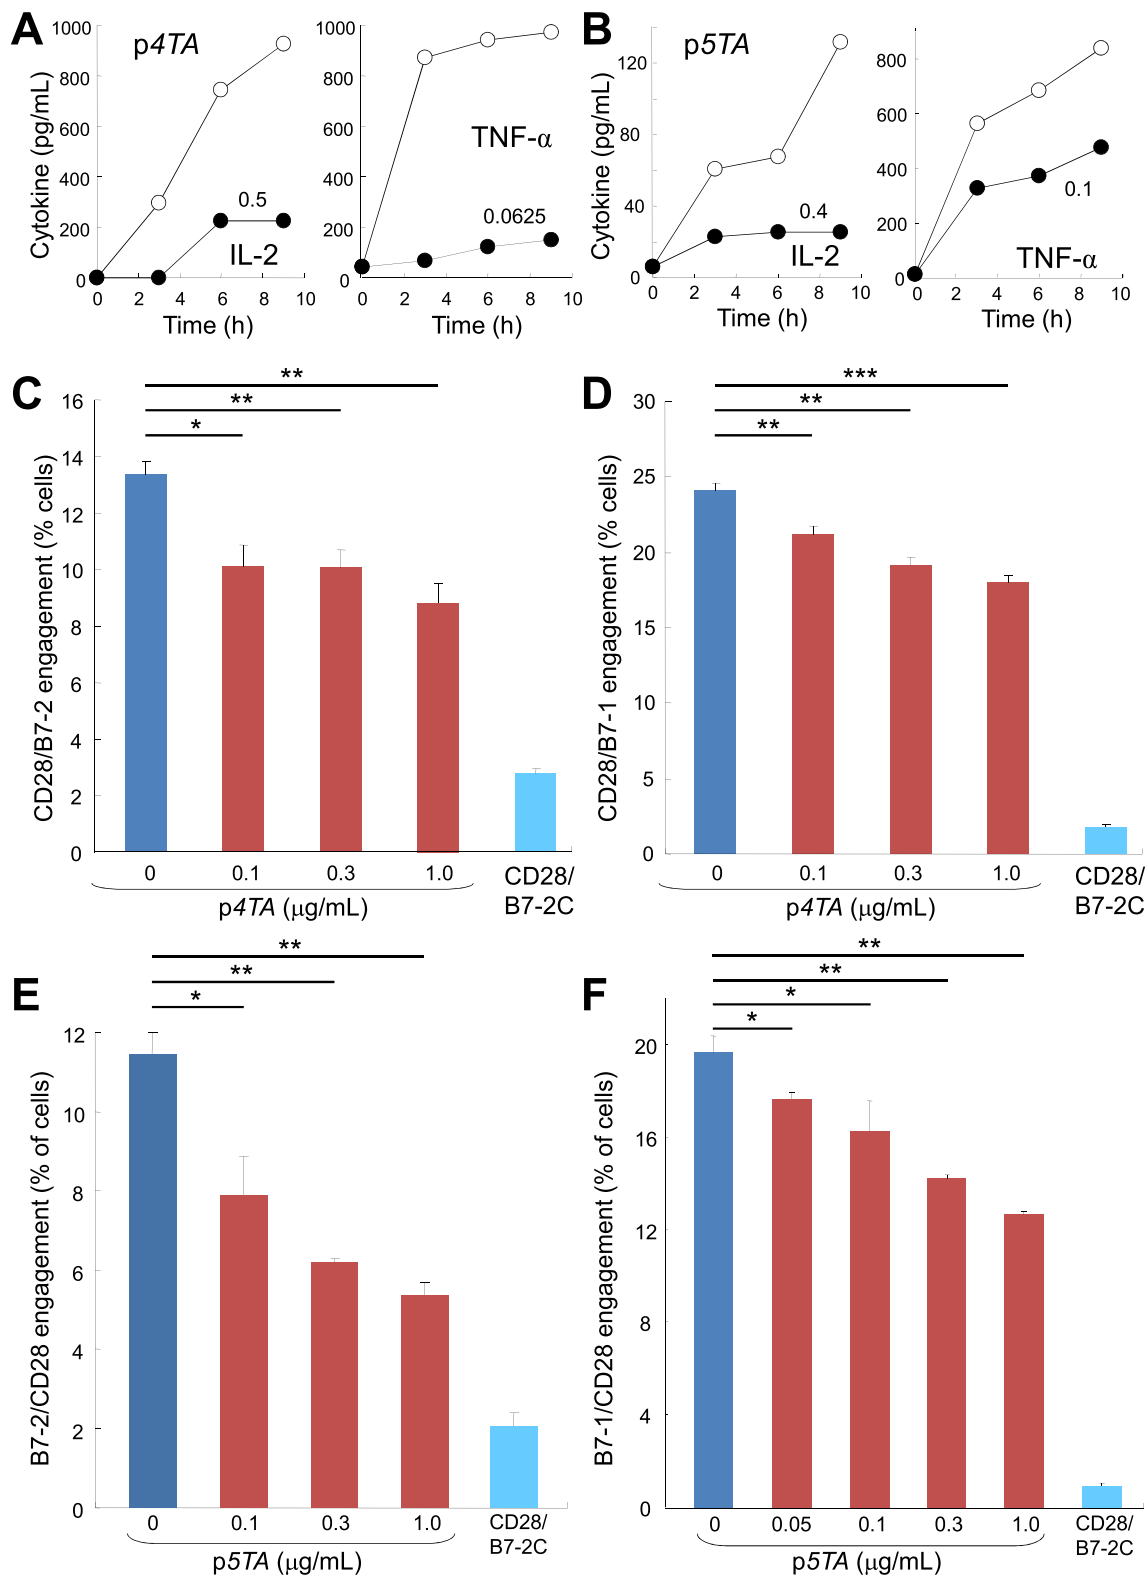 A
p4TA
Cytokine (pg/mL)
1000
800
600
400
200
0
0.5
IL-2
0 2 4 6 8 10
Time (h)
1000
800
600
400
200
0
TNF-α
0.0625
0 2 4 6 8 10
Time (h)
B
p5TA
Cytokine (pg/mL)
120
80
40
0
0.4
IL-2
0 2 4 6 8 10
Time (h)
800
600
400
200
0
0.1
TNF-α
0 2 4 6 8 10
Time (h)
C
CD28/B7-2 engagement (% cells)
16
14
12
10
8
6
4
2
0
**
**
*
0 0.1 0.3 1.0
p4TA (μg/mL)
CD28/
B7-2C
D
CD28/B7-1 engagement (% cells)
30
25
20
15
10
5
0
***
**
**
0 0.1 0.3 1.0
p4TA (μg/mL)
CD28/
B7-2C
E
B7-2/CD28 engagement (% of cells)
12
10
8
6
4
2
0
**
**
*
0 0.1 0.3 1.0
p5TA (μg/mL)
CD28/
B7-2C
F
B7-1/CD28 engagement (% of cells)
20
16
12
8
4
0
**
**
*
*
0 0.05 0.1 0.3 1.0
p5TA (μg/mL)
CD28/
B7-2C